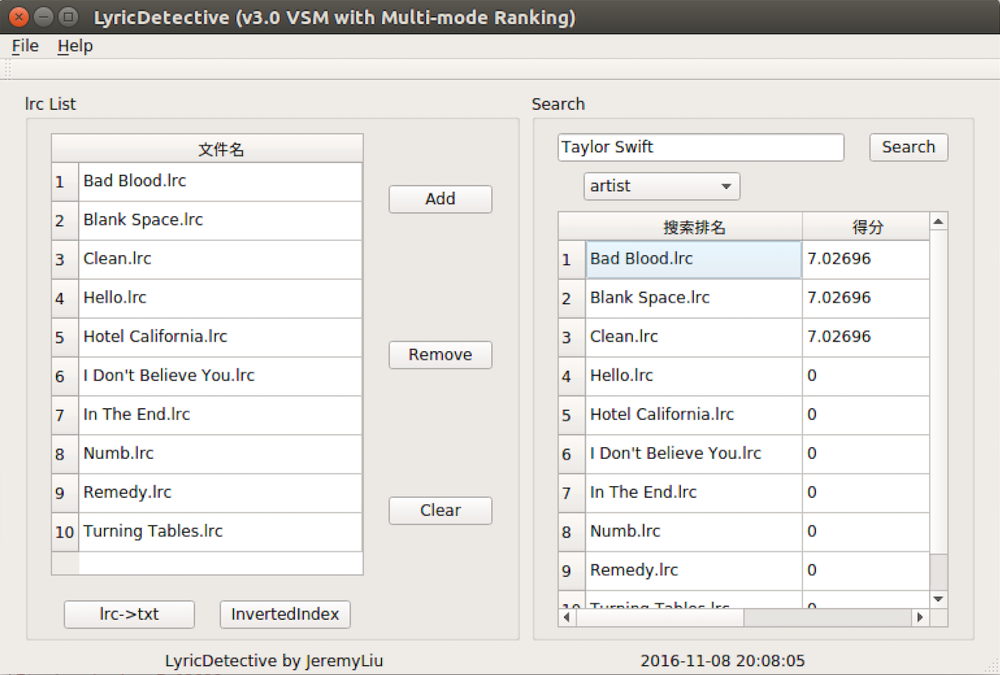 LyricDetective (v3.0 VSM with Multi-mode Ranking)
File Help
lrc List
文件名
1 Bad Blood.lrc
2 Blank Space.lrc
3 Clean.lrc
4 Hello.lrc
5 Hotel California.lrc
6 I Don't Believe You.lrc
7 In The End.lrc
8 Numb.lrc
9 Remedy.lrc
10 Turning Tables.lrc
Add
Remove
Clear
lrc->txt InvertedIndex
Search
Taylor Swift Search
artist
搜索排名 得分
1 Bad Blood.lrc 7.02696
2 Blank Space.lrc 7.02696
3 Clean.lrc 7.02696
4 Hello.lrc 0
5 Hotel California.lrc 0
6 I Don't Believe You.lrc 0
7 In The End.lrc 0
8 Numb.lrc 0
9 Remedy.lrc 0
10 Turning Tables.lrc 0
LyricDetective by JeremyLiu 2016-11-08 20:08:05